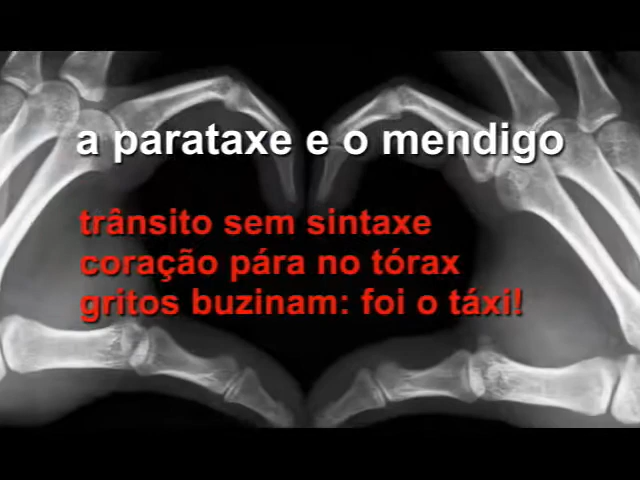 a parataxe e o mendigo
trânsito sem sintaxe
coração pára no tórax
gritos buzinam: foi o táxi!